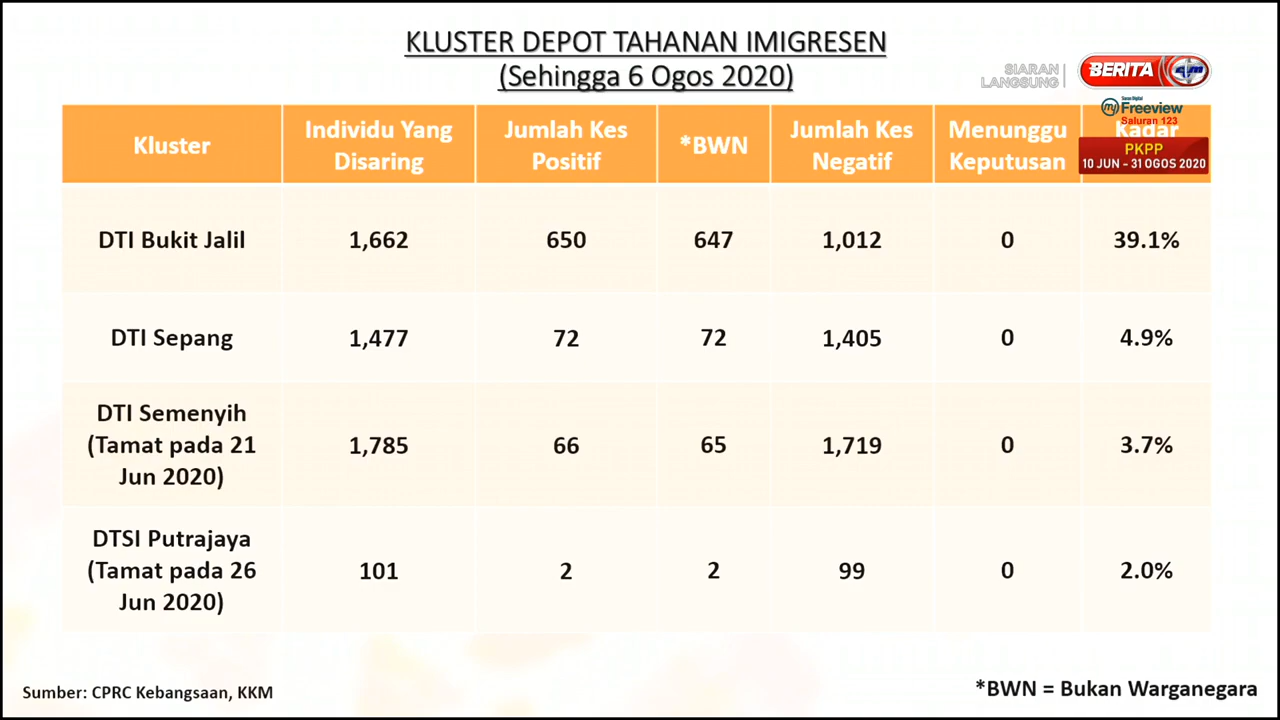 KLUSTER DEPOT TAHANAN IMIGRESEN
(Sehingga 6 Ogos 2020)
SIARAN
LANGSUNG
BERITA
Freeview
Saluran 123
PKPP
10 JUN - 31 OGOS 2020
Kluster
Individu Yang
Disaring
Jumlah Kes
Positif
*BWN
Jumlah Kes
Negatif
Menunggu
Keputusan
Kadar
DTI Bukit Jalil
1,662
650
647
1,012
0
39.1%
DTI Sepang
1,477
72
72
1,405
0
4.9%
DTI Semenyih
(Tamat pada 21
Jun 2020)
1,785
66
65
1,719
0
3.7%
DTSI Putrajaya
(Tamat pada 26
Jun 2020)
101
2
2
99
0
2.0%
Sumber: CPRC Kebangsaan, KKM
*BWN = Bukan Warganegara